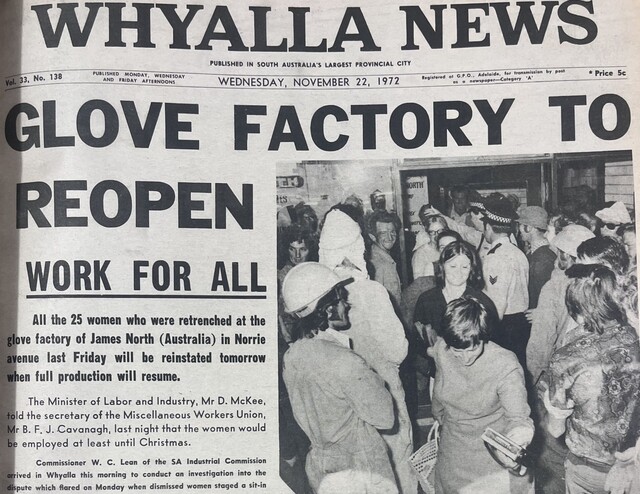 WHYALLA NEWS
PUBLISHED IN SOUTH AUSTRALIA'S LARGEST PROVINCIAL CITY
Vol. 33, No. 138
PUBLISHED MONDAY, WEDNESDAY
AND FRIDAY AFTERNOONS
WEDNESDAY, NOVEMBER 22, 1972
Registered at G.P.O., Adelaide, for transmission by post
as a newspaper—Category 'A'
* Price 5c
GLOVE FACTORY TO
REOPEN
WORK FOR ALL
All the 25 women who were retrenched at the
glove factory of James North (Australia) in Norrie
avenue last Friday will be reinstated tomorrow
when full production will resume.
The Minister of Labor and Industry, Mr D. McKee,
told the secretary of the Miscellaneous Workers Union,
Mr B. F. J. Cavanagh, last night that the women would
be employed at least until Christmas.
Commissioner W. C. Lean of the SA Industrial Commission
arrived in Whyalla this morning to conduct an investigation into the
dispute which flared on Monday when dismissed women staged a sit-in
ORTH